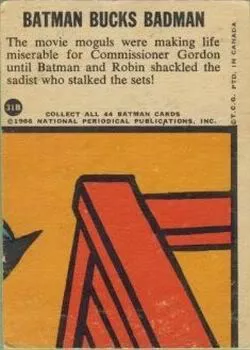 BATMAN BUCKS BADMAN
The movie moguls were making life
miserable for Commissioner Gordon
until Batman and Robin shackled the
sadist who stalked the sets!
31B
COLLECT ALL 44 BATMAN CARDS
©1966 NATIONAL PERIODICAL PUBLICATIONS, INC.
©T.C.G. PTD. IN CANADA